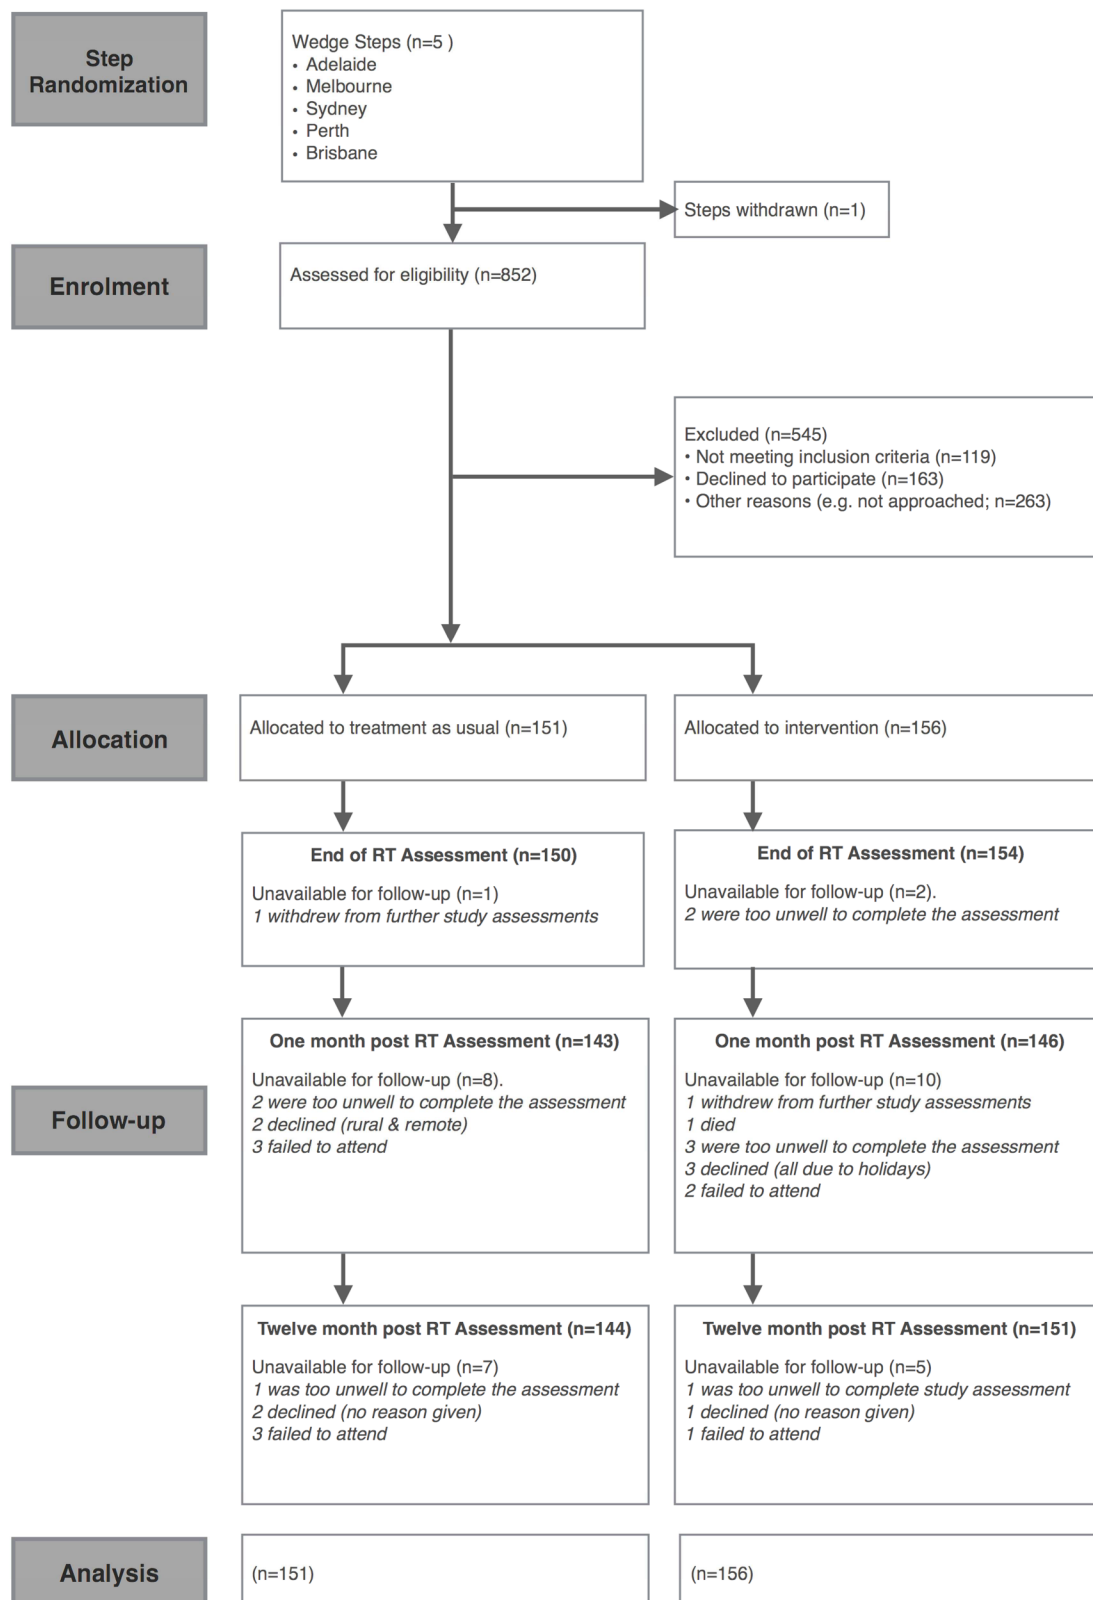 Step
Randomization
Wedge Steps (n=5 )
• Adelaide
• Melbourne
• Sydney
• Perth
• Brisbane
Steps withdrawn (n=1)
Enrolment
Assessed for eligibility (n=852)
Excluded (n=545)
• Not meeting inclusion criteria (n=119)
• Declined to participate (n=163)
• Other reasons (e.g. not approached; n=263)
Allocation
Allocated to treatment as usual (n=151)
Allocated to intervention (n=156)
End of RT Assessment (n=150)
Unavailable for follow-up (n=1)
1 withdrew from further study assessments
End of RT Assessment (n=154)
Unavailable for follow-up (n=2).
2 were too unwell to complete the assessment
Follow-up
One month post RT Assessment (n=143)
Unavailable for follow-up (n=8).
2 were too unwell to complete the assessment
2 declined (rural & remote)
3 failed to attend
One month post RT Assessment (n=146)
Unavailable for follow-up (n=10)
1 withdrew from further study assessments
1 died
3 were too unwell to complete the assessment
3 declined (all due to holidays)
2 failed to attend
Twelve month post RT Assessment (n=144)
Unavailable for follow-up (n=7)
1 was too unwell to complete the assessment
2 declined (no reason given)
3 failed to attend
Twelve month post RT Assessment (n=151)
Unavailable for follow-up (n=5)
1 was too unwell to complete study assessment
1 declined (no reason given)
1 failed to attend
Analysis
(n=151)
(n=156)